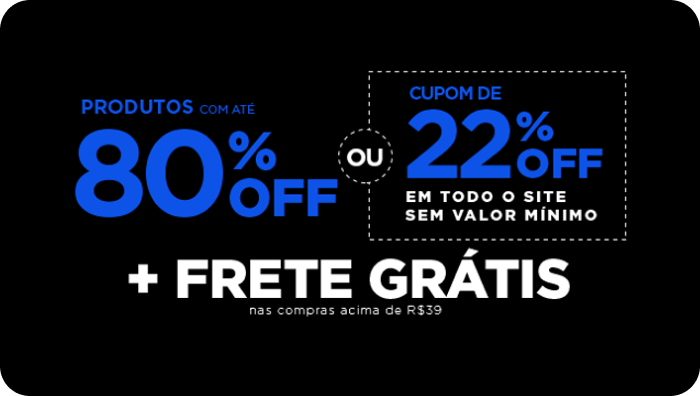 PRODUTOS COM ATÉ
80% OFF
OU
CUPOM DE
22% OFF
EM TODO O SITE
SEM VALOR MÍNIMO
+ FRETE GRÁTIS
nas compras acima de R$39